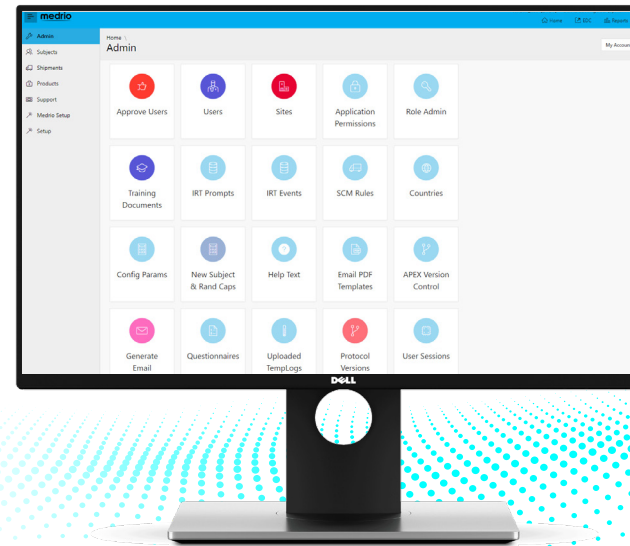 medrio
Home
EDC
Reports
Admin
Subjects
Shipments
Products
Support
Medrio Setup
Setup
Home \
Admin
My Accoun
Approve Users
Users
Sites
Application
Permissions
Role Admin
Training
Documents
IRT Prompts
IRT Events
SCM Rules
Countries
Config Params
New Subject
& Rand Caps
Help Text
Email PDF
Templates
APEX Version
Control
Generate
Email
Questionnaires
Uploaded
TempLogs
Protocol
Versions
User Sessions
DELL